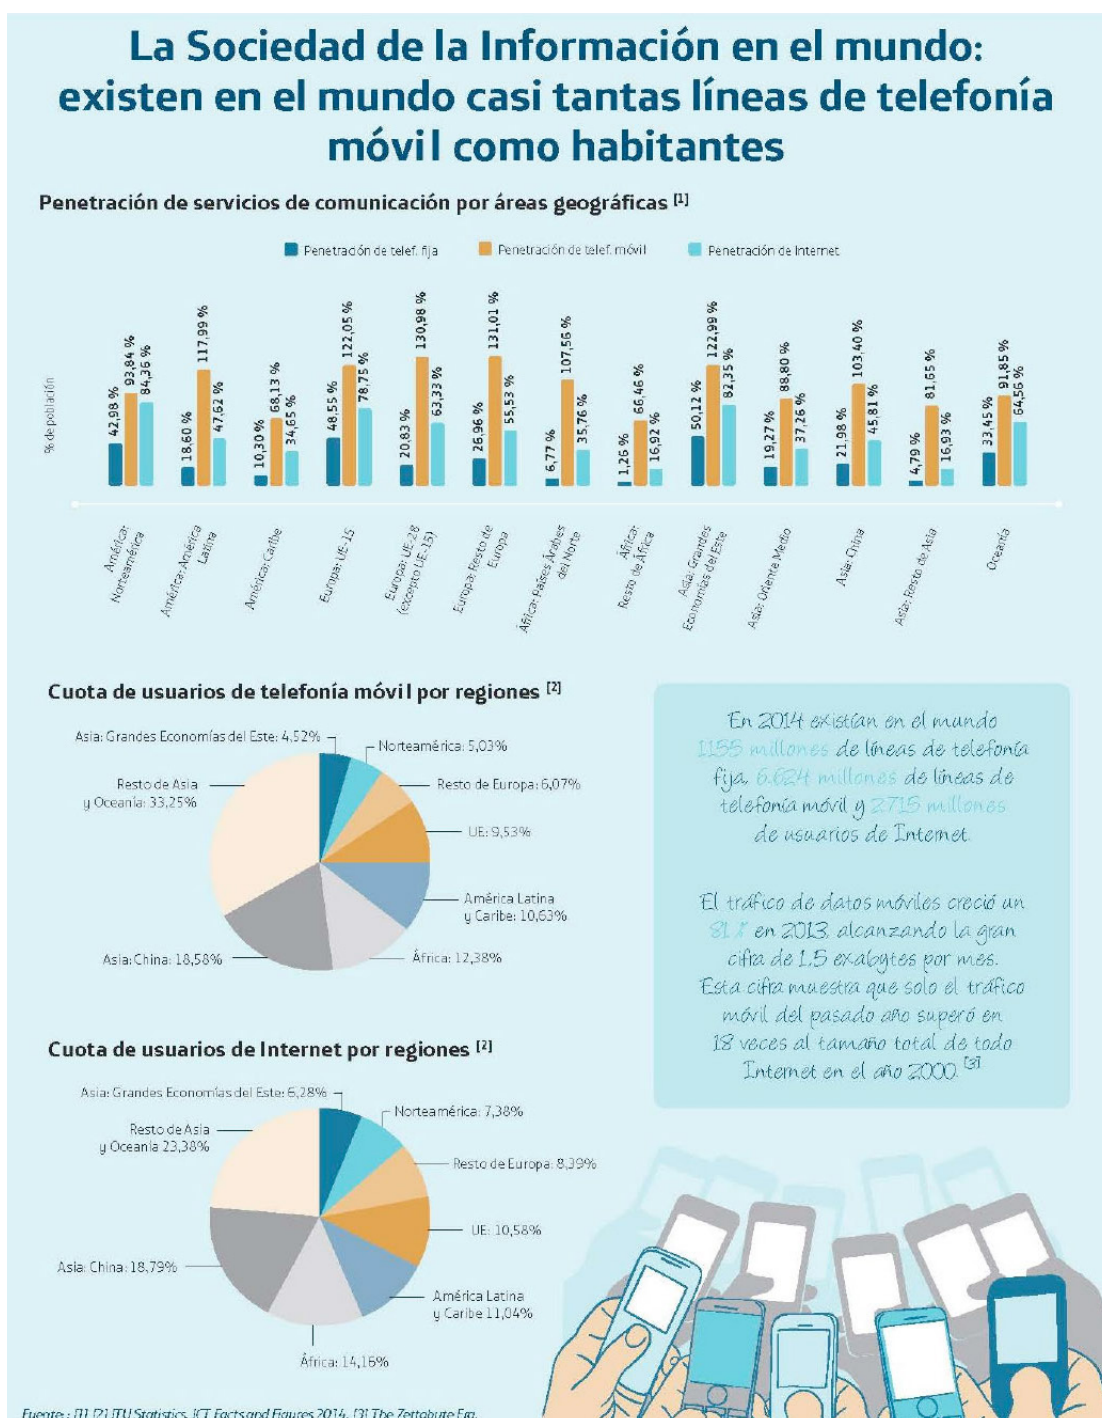 La Sociedad de la Información en el mundo:
existen en el mundo casi tantas líneas de telefonía
móvil como habitantes
Penetración de servicios de comunicación por áreas geográficas [1]
Penetración de telef. fija
Penetración de telef. móvil
Penetración de Internet
% de población
42,98 %
93,84 %
84,36 %
18,60 %
117,99 %
47,62 %
10,30 %
68,13 %
34,65 %
48,55 %
122,05 %
78,75 %
20,83 %
130,98 %
63,33 %
26,96 %
131,01 %
55,53 %
6,77 %
107,56 %
35,76 %
1,26 %
66,46 %
16,92 %
50,12 %
122,99 %
82,35 %
19,27 %
88,80 %
37,26 %
21,98 %
103,40 %
45,81 %
4,79 %
81,65 %
16,93 %
33,45 %
91,85 %
64,56 %
América:
Norteamérica
América: América
Latina
América: Caribe
Europa: UE-15
Europa: UE-28
(excepto UE-15)
Europa: Resto de
Europa
África: Países Árabes
del Norte
África:
Resto de África
Asia: Grandes
Economías del Este
Asia: Oriente Medio
Asia: China
Asia: Resto de Asia
Oceanía
Cuota de usuarios de telefonía móvil por regiones [2]
Asia: Grandes Economías del Este: 4,52%
Norteamérica: 5,03%
Resto de Asia
y Oceanía: 33,25%
Resto de Europa: 6,07%
UE: 9,53%
América Latina
y Caribe: 10,63%
África: 12,38%
Asia: China: 18,58%
En 2014 existían en el mundo
1155 millones de líneas de telefonía
fija, 6.624 millones de líneas de
telefonía móvil y 2.715 millones
de usuarios de Internet.
El tráfico de datos móviles creció un
81% en 2013, alcanzando la gran
cifra de 1,5 exabytes por mes.
Esta cifra muestra que solo el tráfico
móvil del pasado año superó en
18 veces al tamaño total de todo
Internet en el año 2000. [3]
Cuota de usuarios de Internet por regiones [2]
Asia: Grandes Economías del Este: 6,28%
Norteamérica: 7,38%
Resto de Asia
y Oceanía 23,38%
Resto de Europa: 8,39%
UE: 10,58%
Asia: China: 18,79%
América Latina
y Caribe 11,04%
África: 14,16%
Fuente: [1] [2] ITU Statistics. ICT Facts and Figures 2014. [3] The Zettabyte Era.